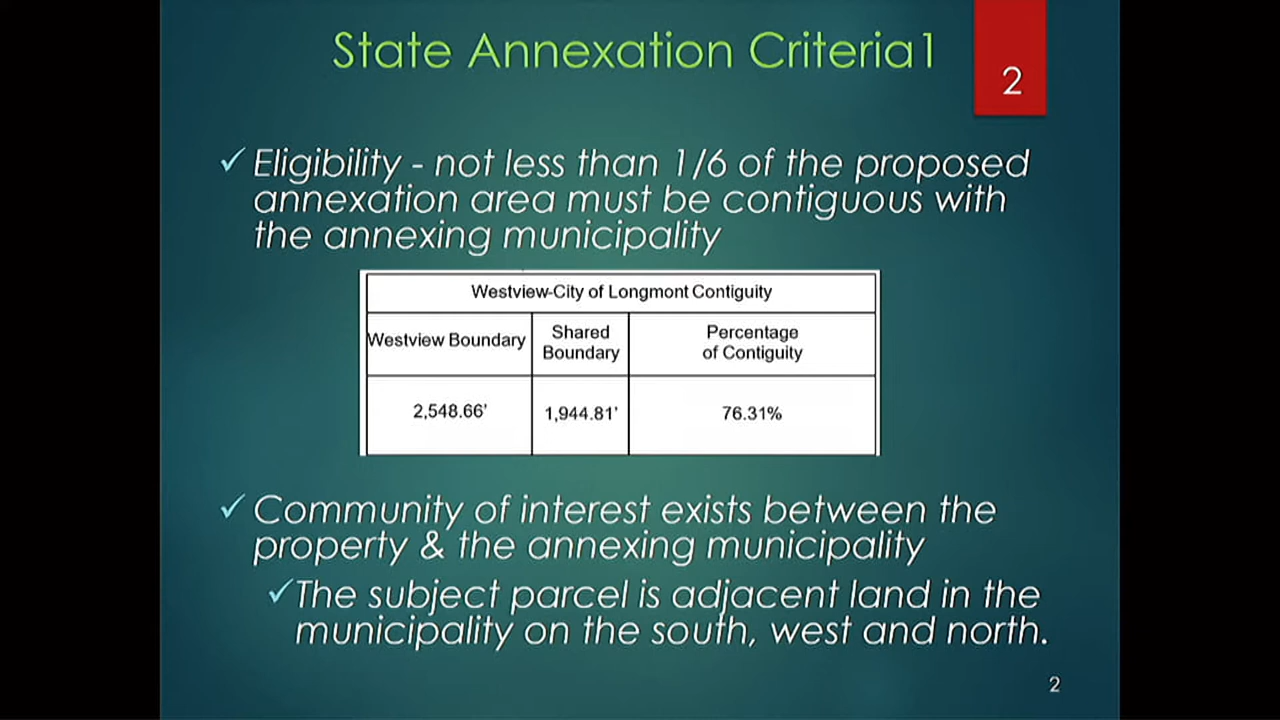 State Annexation Criteria1
2
✓ Eligibility - not less than 1/6 of the proposed
annexation area must be contiguous with
the annexing municipality
Westview-City of Longmont Contiguity
Westview Boundary
Shared
Boundary
Percentage
of Contiguity
2,548.66'
1,944.81'
76.31%
✓ Community of interest exists between the
property & the annexing municipality
✓ The subject parcel is adjacent land in the
municipality on the south, west and north.
2